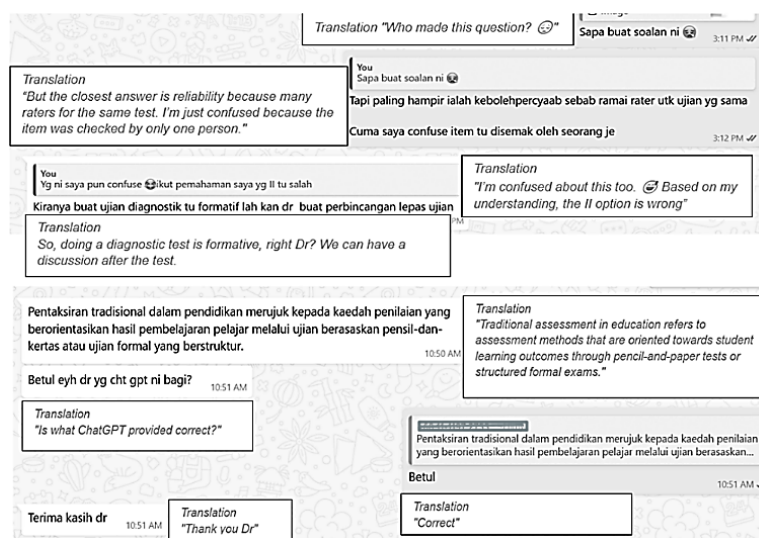 Translation "Who made this question? 😔"
Image
Sapa buat soalan ni 😪
3:11 PM
Translation
"But the closest answer is reliability because many
raters for the same test. I'm just confused because the
item was checked by only one person."
You
Sapa buat soalan ni 😪
Tapi paling hampir ialah kebolehpercyaab sebab ramai rater utk ujian yg sama
Cuma saya confuse item tu disemak oleh seorang je
3:12 PM
You
Yg ni saya pun confuse 😅ikut pemahaman saya yg II tu salah
Kiranya buat ujian diagnostik tu formatif lah kan dr buat perbincangan lepas ujian
PM
Translation
"I'm confused about this too. 😅 Based on my
understanding, the II option is wrong"
Translation
So, doing a diagnostic test is formative, right Dr? We can have a
discussion after the test.
Pentaksiran tradisional dalam pendidikan merujuk kepada kaedah penilaian yang
berorientasikan hasil pembelajaran pelajar melalui ujian berasaskan pensil-dan-
kertas atau ujian formal yang berstruktur.
10:50 AM
Translation
"Traditional assessment in education refers to
assessment methods that are oriented towards student
learning outcomes through pencil-and-paper tests or
structured formal exams."
Betul eyh dr yg cht gpt ni bagi?
10:51 AM
Translation
"Is what ChatGPT provided correct?"
Pentaksiran tradisional dalam pendidikan merujuk kepada kaedah penilaian
yang berorientasikan hasil pembelajaran pelajar melalui ujian berasaskan...
Betul
10:51 AM
Translation
"Correct"
Terima kasih dr
10:51 AM
Translation
"Thank you Dr"